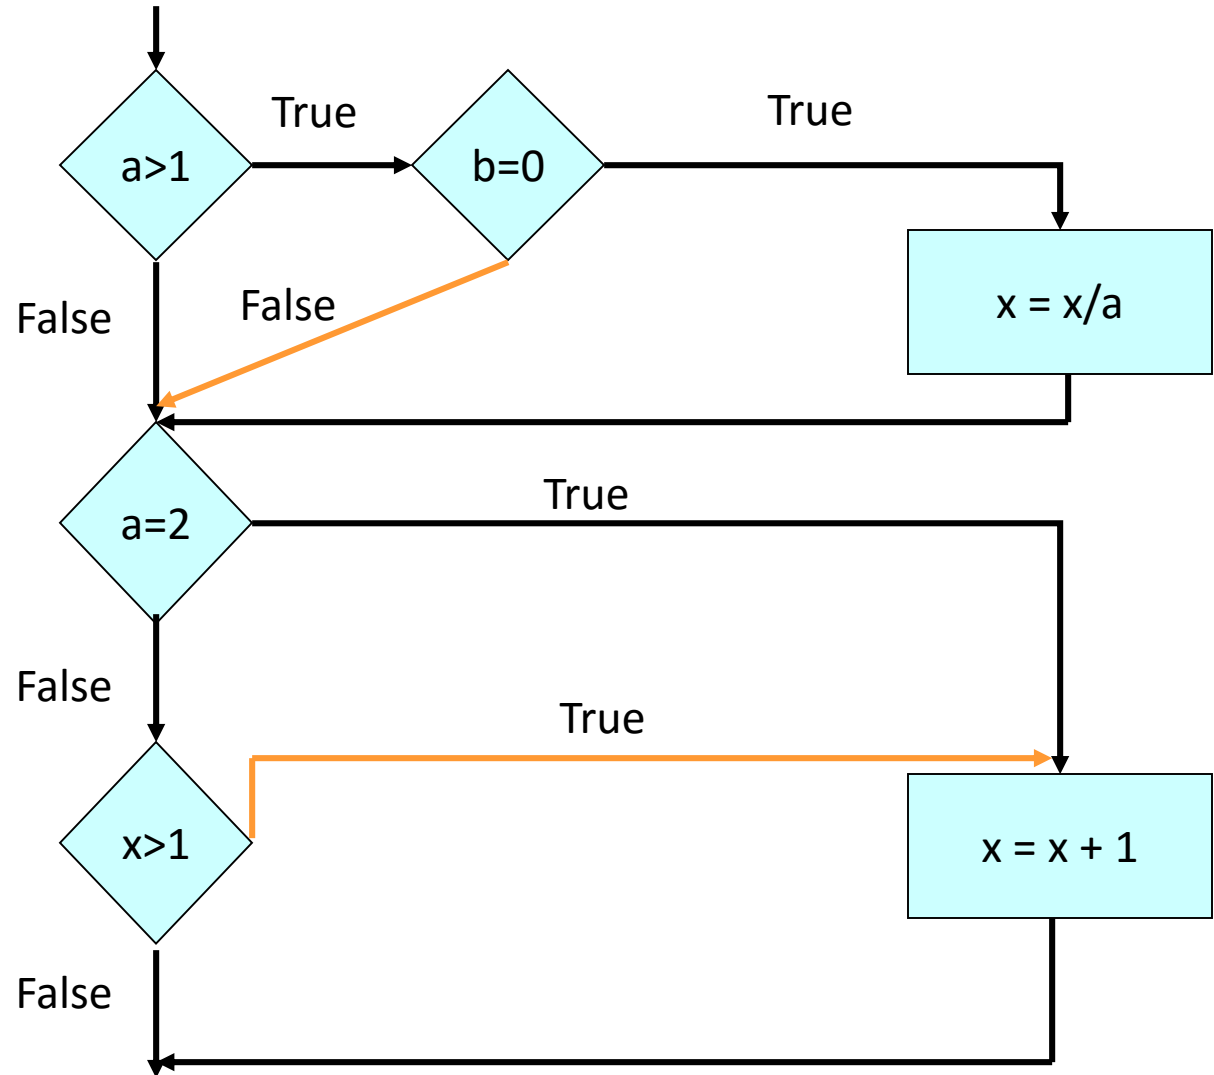 True
True
a>1
b=0
False
False
x = x/a
True
a=2
False
True
x>1
x = x + 1
False